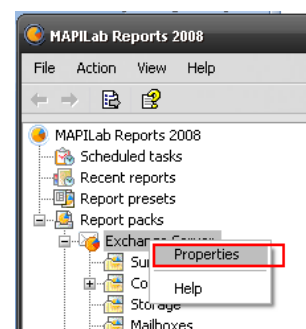 MAPILab Reports 2008
File Action View Help
MAPILab Reports 2008
Scheduled tasks
Recent reports
Report presets
Report packs
Exchange Server
Properties
Help
Storage
Mailboxes